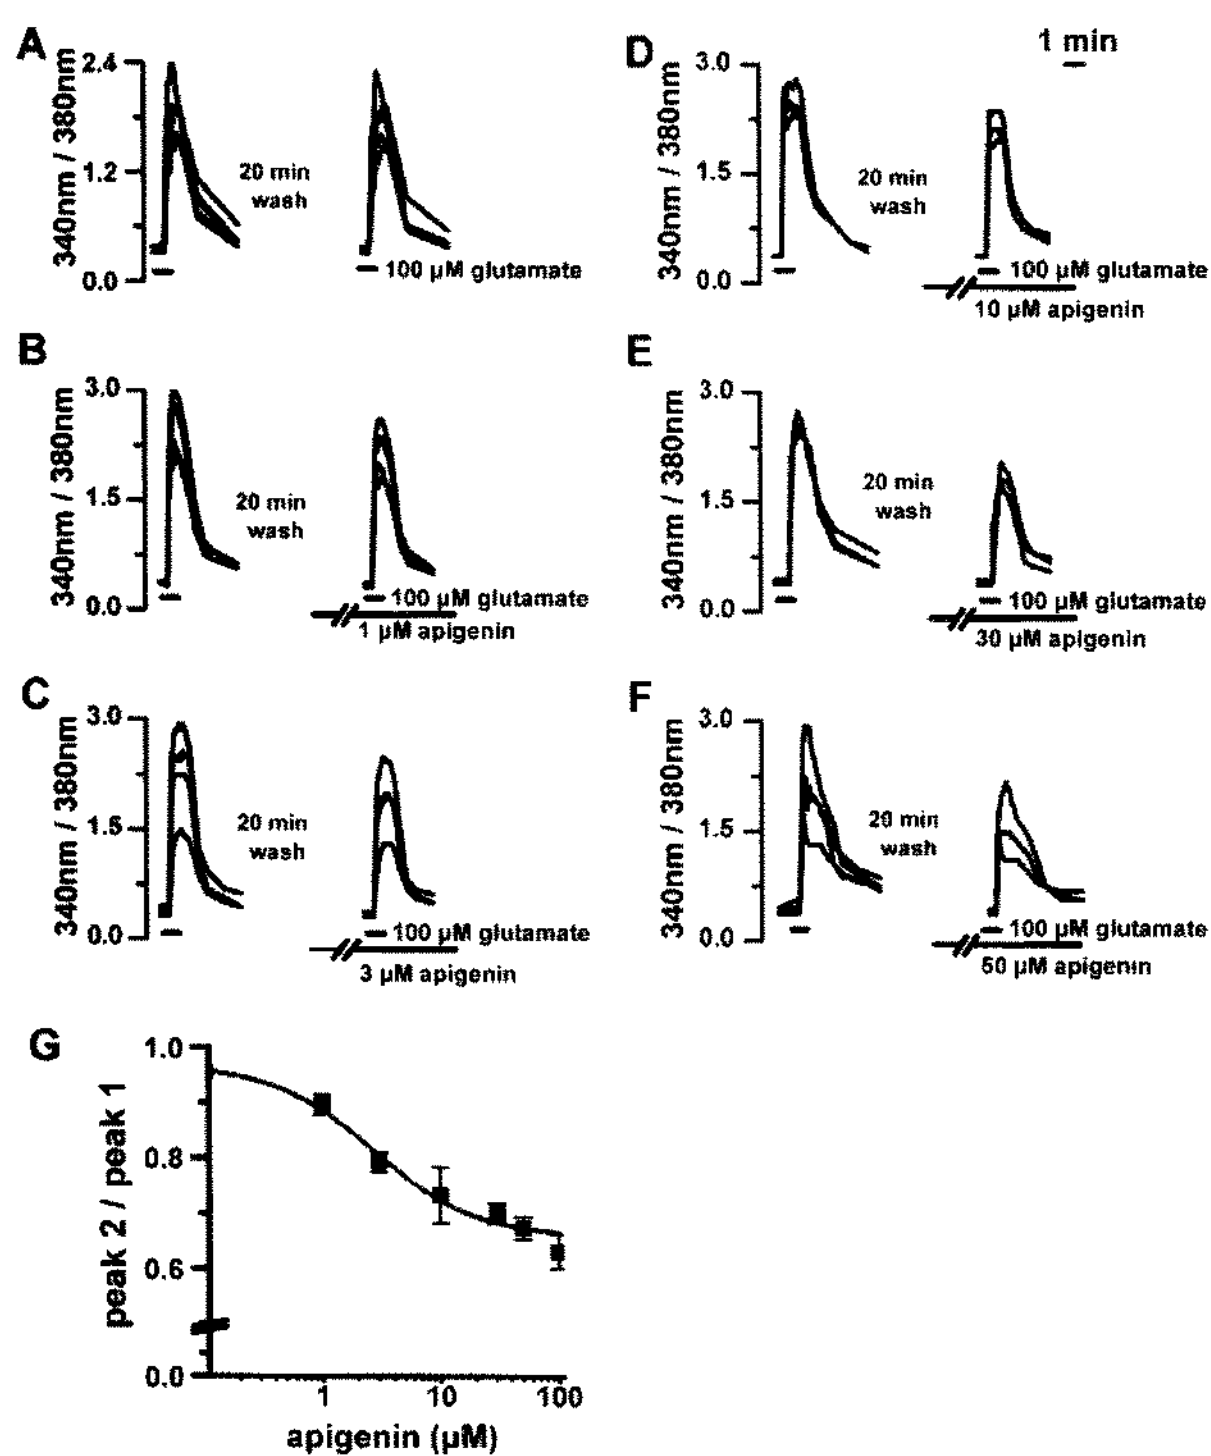 A
340nm / 380nm
2.4
1.2
0.0
20 min
wash
100 µM glutamate
B
340nm / 380nm
3.0
1.5
0.0
20 min
wash
100 µM glutamate
1 µM apigenin
C
340nm / 380nm
3.0
1.5
0.0
20 min
wash
100 µM glutamate
3 µM apigenin
D
1 min
340nm / 380nm
3.0
1.5
0.0
20 min
wash
100 µM glutamate
10 µM apigenin
E
340nm / 380nm
3.0
1.5
0.0
20 min
wash
100 µM glutamate
30 µM apigenin
F
340nm / 380nm
3.0
1.5
0.0
20 min
wash
100 µM glutamate
50 µM apigenin
G
peak 2 / peak 1
1.0
0.8
0.6
0.0
1 10 100
apigenin (µM)